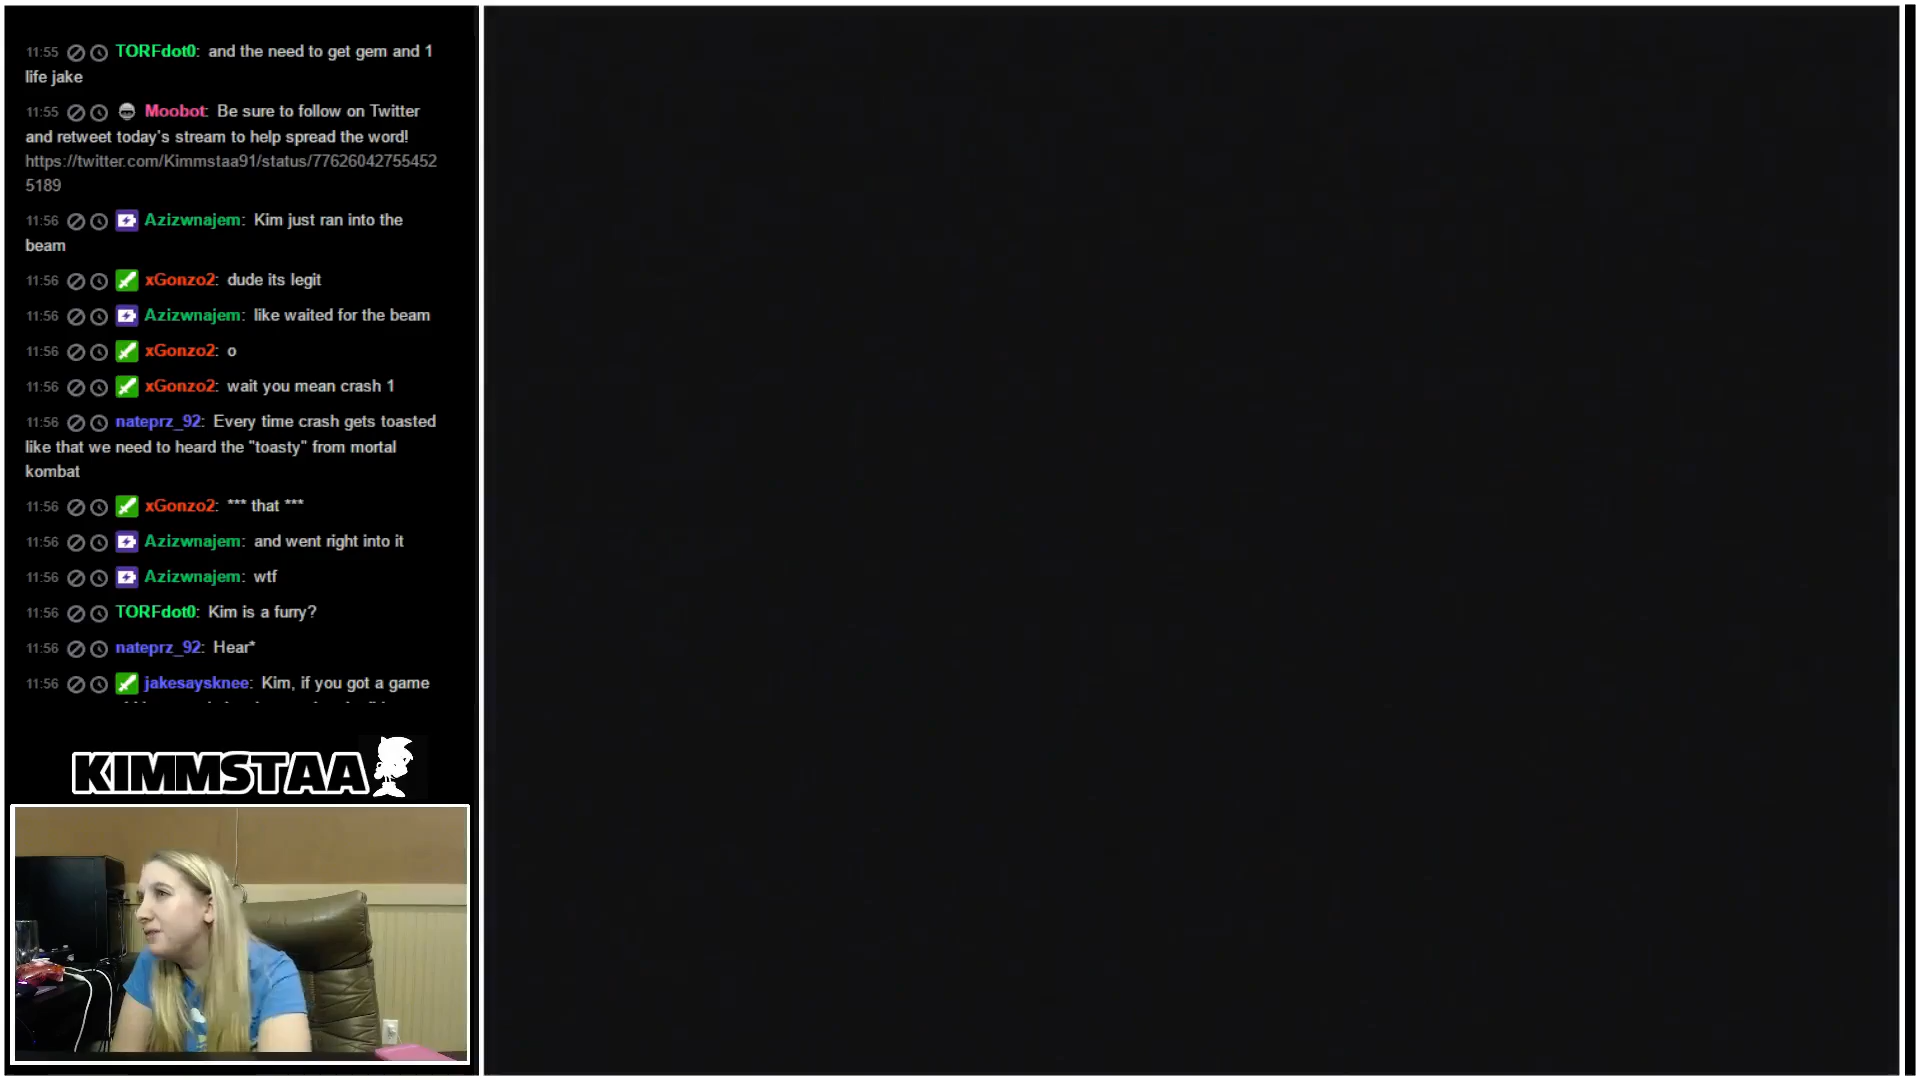 11:55 TORFdot0: and the need to get gem and 1
life jake
11:55 Moobot: Be sure to follow on Twitter
and retweet today's stream to help spread the word!
https://twitter.com/Kimmstaa91/status/77626042755452
5189
11:56 Azizwnajem: Kim just ran into the
beam
11:56 xGonzo2: dude its legit
11:56 Azizwnajem: like waited for the beam
11:56 xGonzo2: o
11:56 xGonzo2: wait you mean crash 1
11:56 nateprz_92: Every time crash gets toasted
like that we need to heard the "toasty" from mortal
kombat
11:56 xGonzo2: *** that ***
11:56 Azizwnajem: and went right into it
11:56 Azizwnajem: wtf
11:56 TORFdot0: Kim is a furry?
11:56 nateprz_92: Hear*
11:56 jakesaysknee: Kim, if you got a game
KIMMSTAA